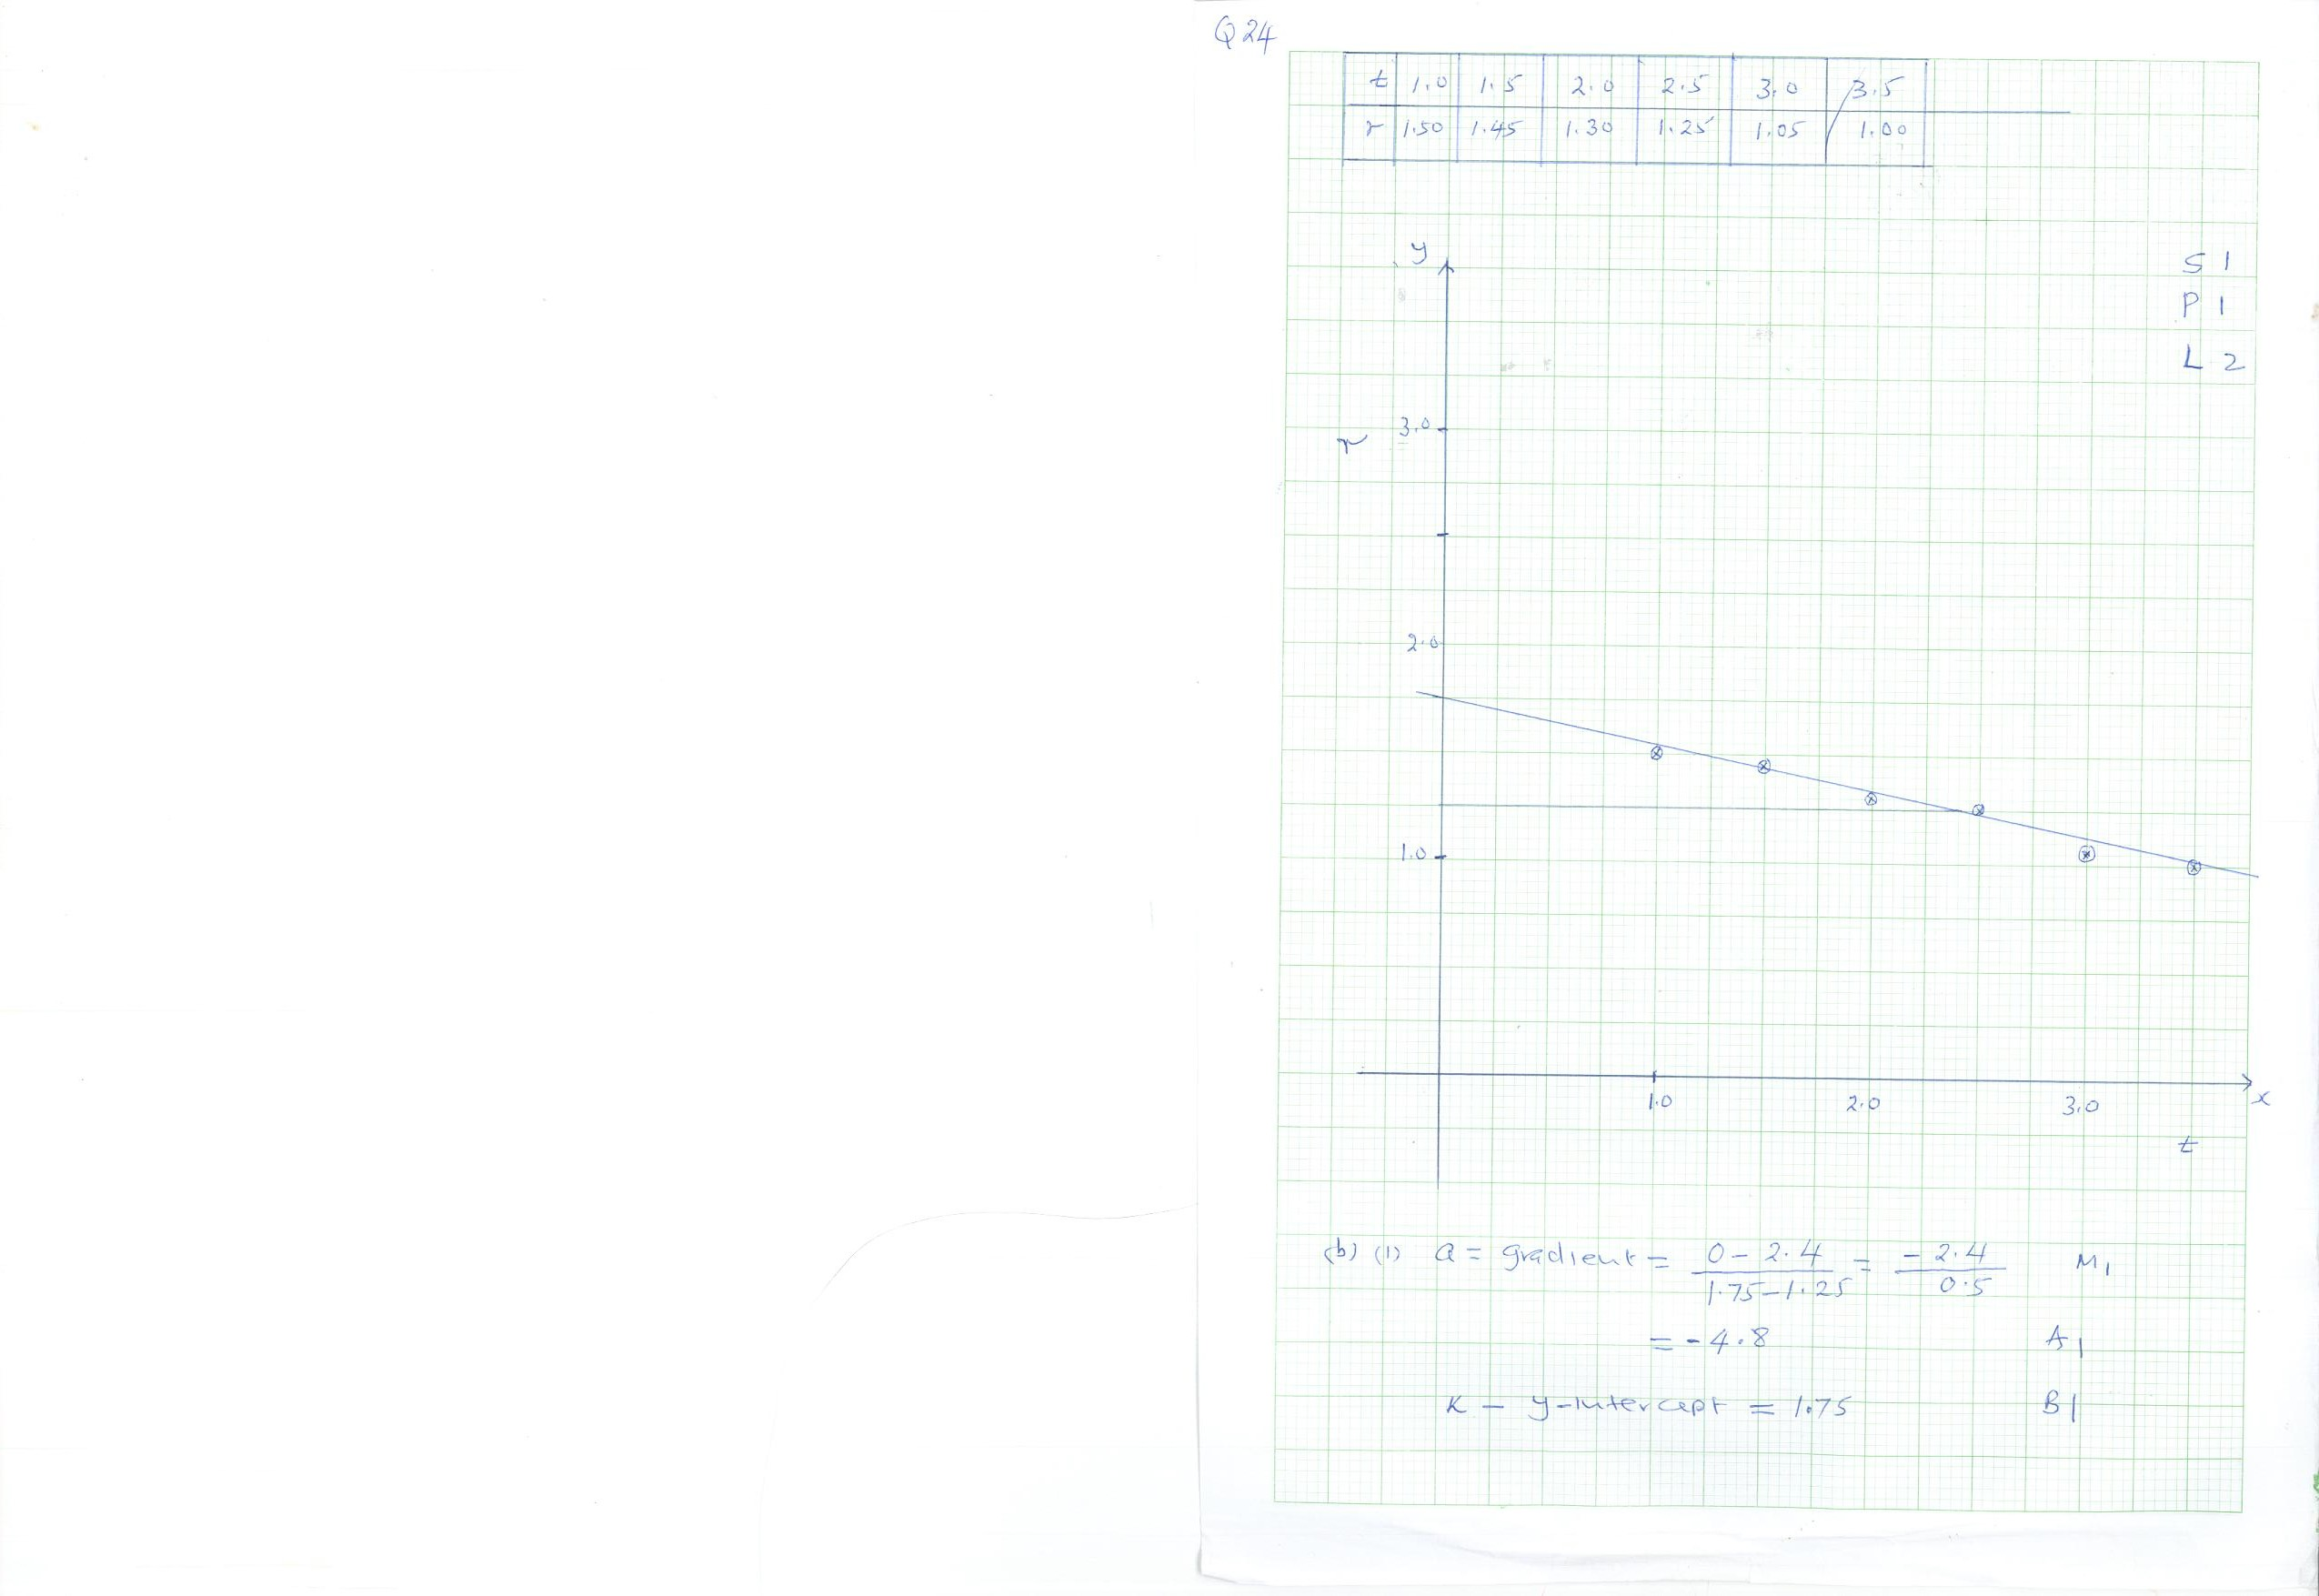 Q24
t 1.0 1.5 2.0 2.5 3.0 3.5
r 1.50 1.45 1.30 1.25 1.05 1.00
y
S 1
P 1
L 2
r 3.0
2.0
1.0
1.0 2.0 3.0 x
t
(b) (1) a = gradient = 0 - 2.4 / 1.75 - 1.25 = - 2.4 / 0.5 M1
= - 4.8 A1
K - y-intercept = 1.75 B1